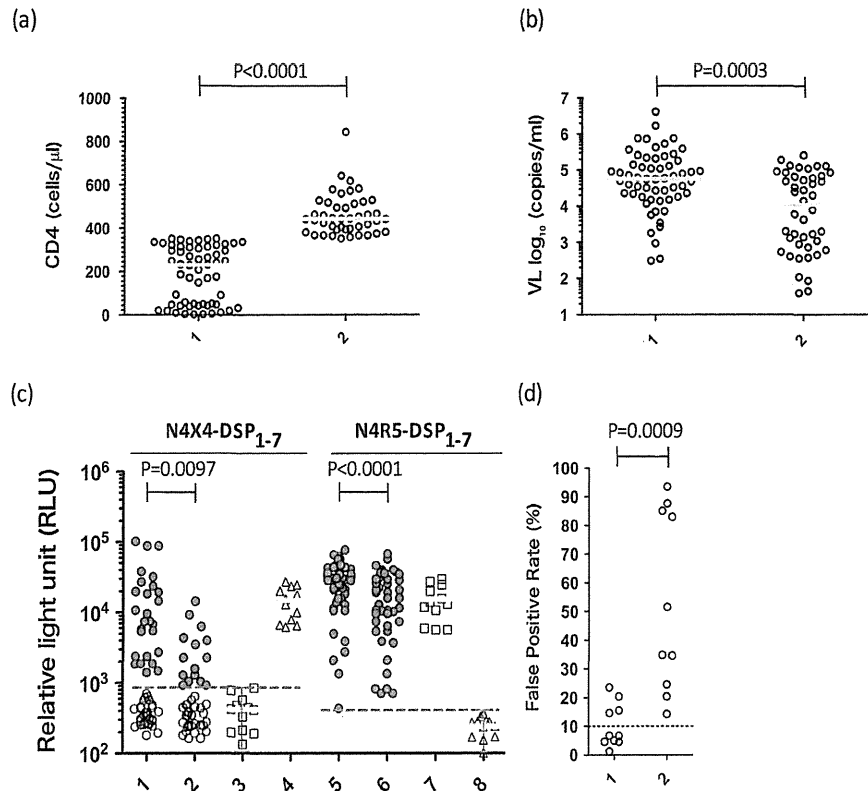 (a)
P<0.0001
CD4 (cells/μl)
1000
800
600
400
200
0
1
2
(b)
P=0.0003
VL log₁₀ (copies/ml)
7
6
5
4
3
2
1
1
2
(c)
N4X4-DSP₁₋₇
N4R5-DSP₁₋₇
P=0.0097
P<0.0001
Relative light unit (RLU)
10⁶
10⁵
10⁴
10³
10²
1
2
3
4
5
6
7
8
(d)
P=0.0009
False Positive Rate (%)
100
90
80
70
60
50
40
30
20
10
0
1
2